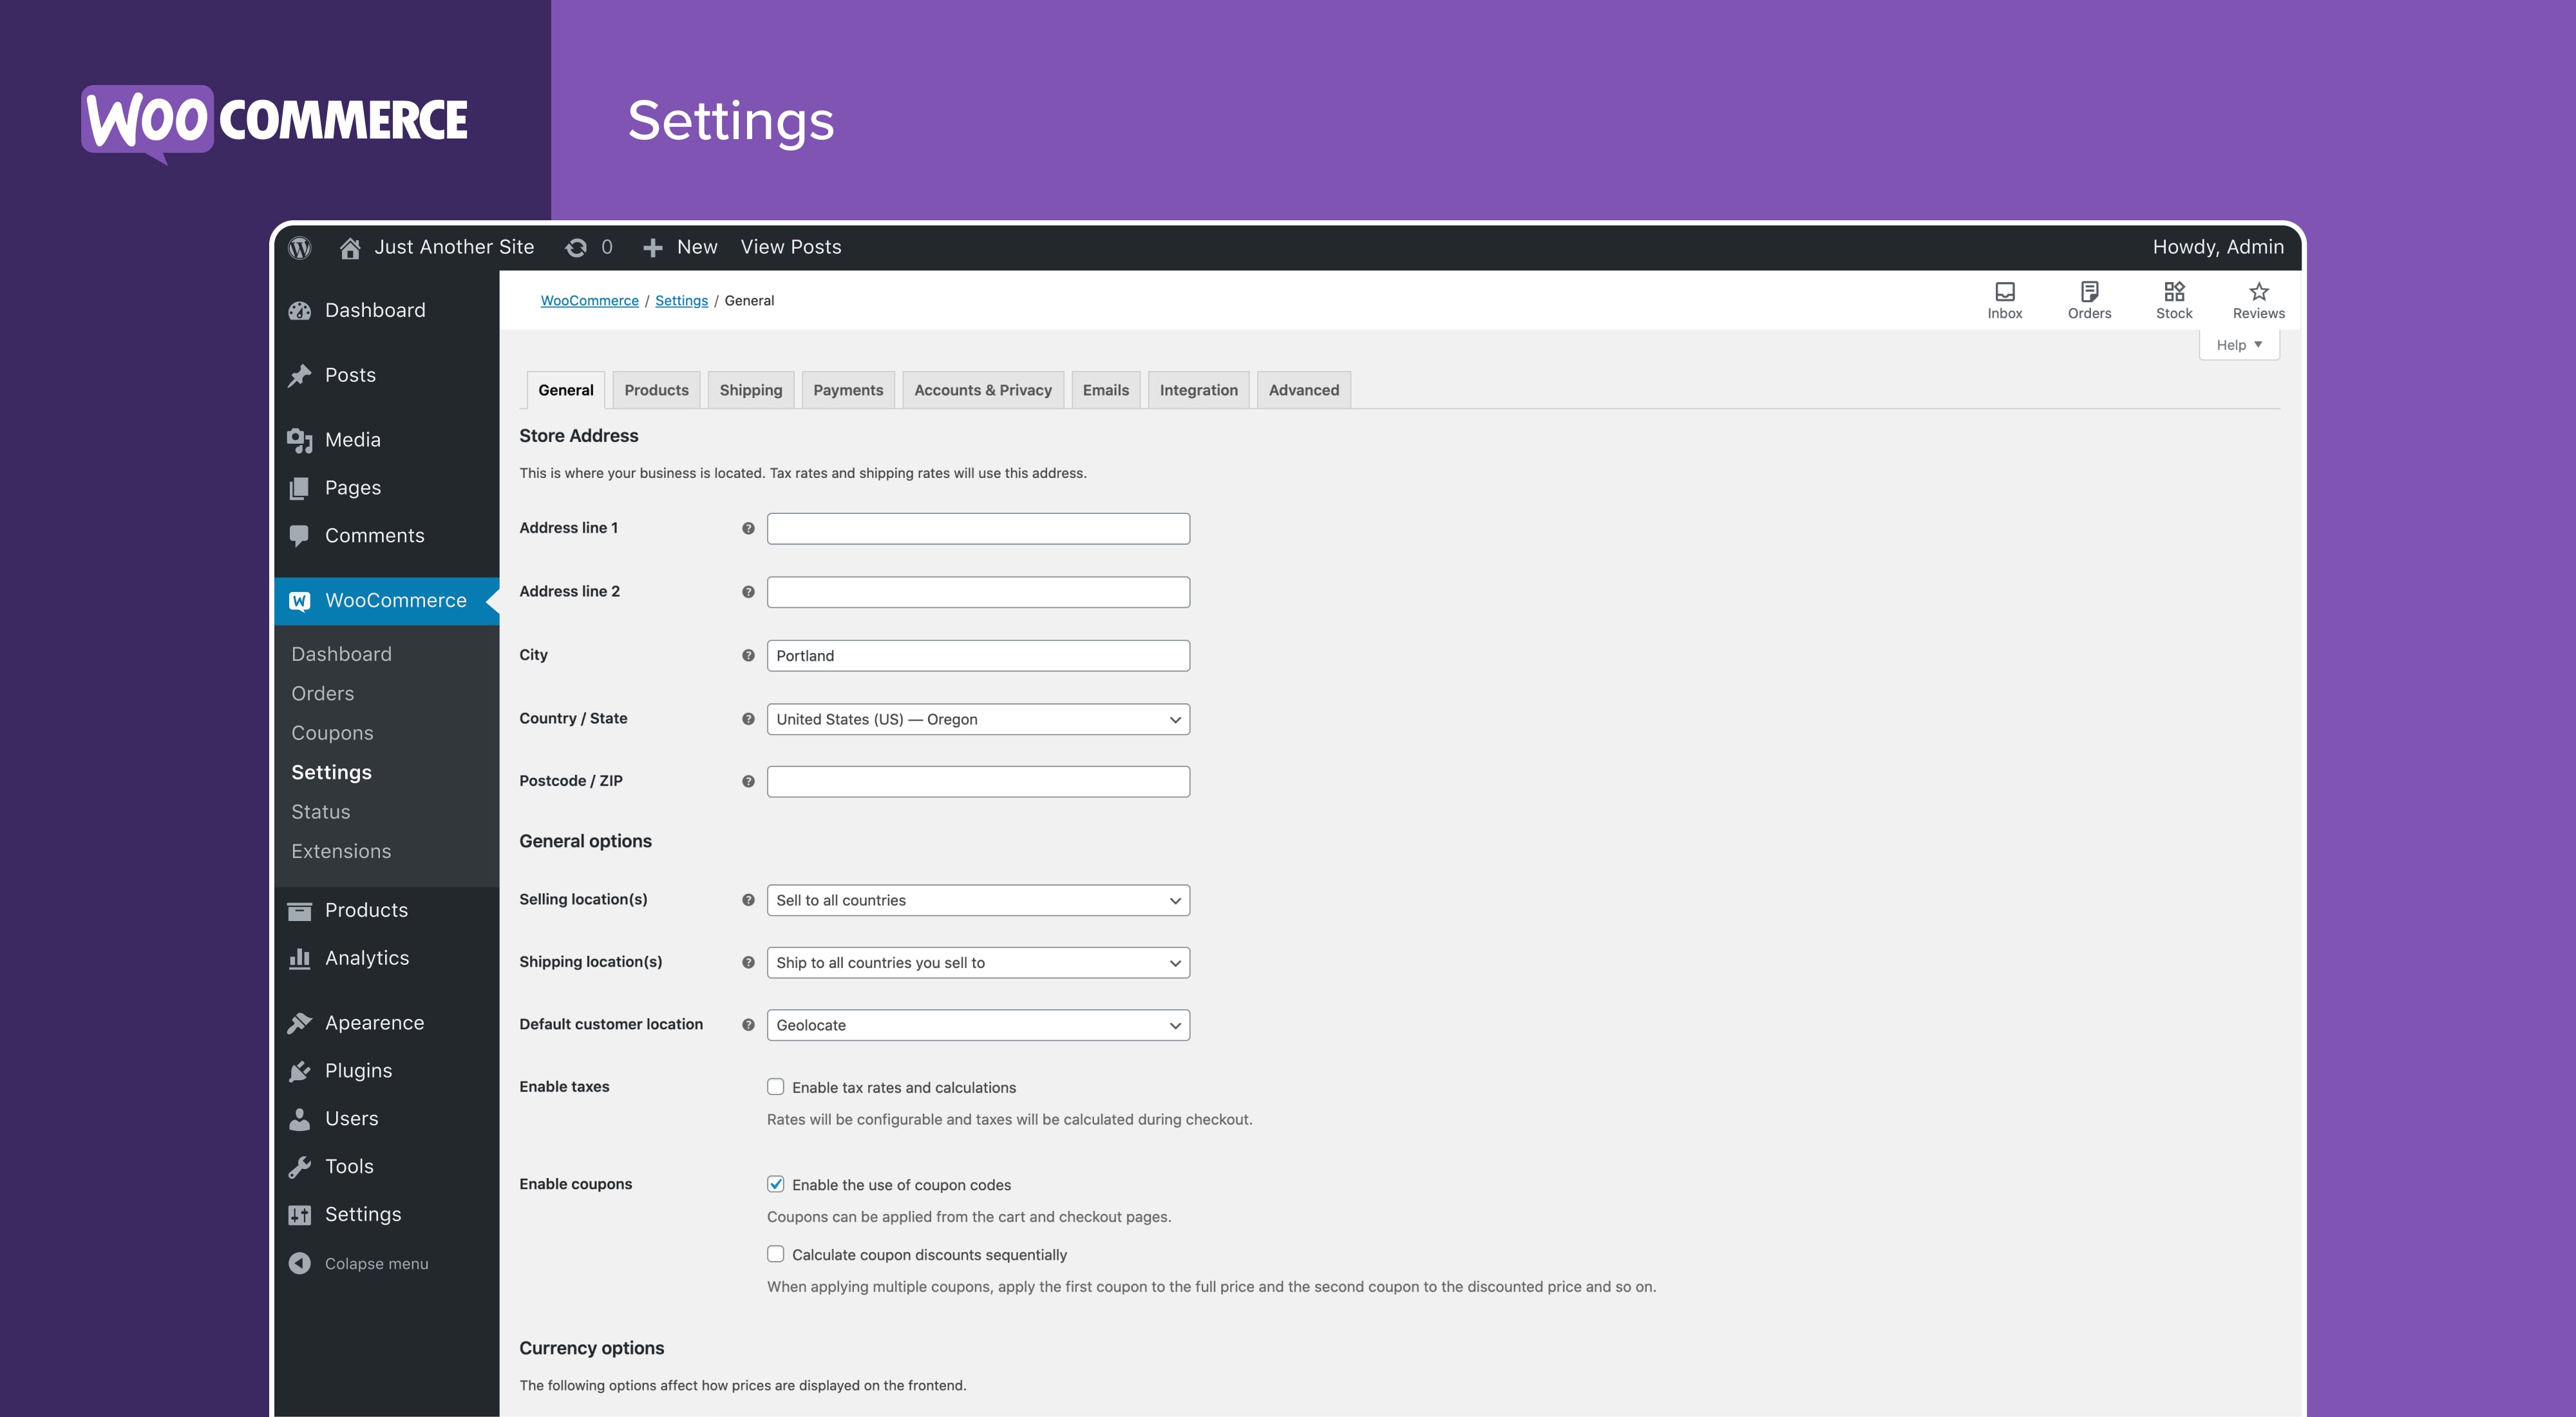 WOO COMMERCE
Settings
Just Another Site 0 New View Posts Howdy, Admin
WooCommerce / Settings / General
Inbox Orders Stock Reviews
Help
Dashboard
Posts
Media
Pages
Comments
WooCommerce
Dashboard
Orders
Coupons
Settings
Status
Extensions
Products
Analytics
Apearence
Plugins
Users
Tools
Settings
Colapse menu
General Products Shipping Payments Accounts & Privacy Emails Integration Advanced
Store Address
This is where your business is located. Tax rates and shipping rates will use this address.
Address line 1
Address line 2
City Portland
Country / State United States (US) — Oregon
Postcode / ZIP
General options
Selling location(s) Sell to all countries
Shipping location(s) Ship to all countries you sell to
Default customer location Geolocate
Enable taxes Enable tax rates and calculations
Rates will be configurable and taxes will be calculated during checkout.
Enable coupons Enable the use of coupon codes
Coupons can be applied from the cart and checkout pages.
Calculate coupon discounts sequentially
When applying multiple coupons, apply the first coupon to the full price and the second coupon to the discounted price and so on.
Currency options
The following options affect how prices are displayed on the frontend.